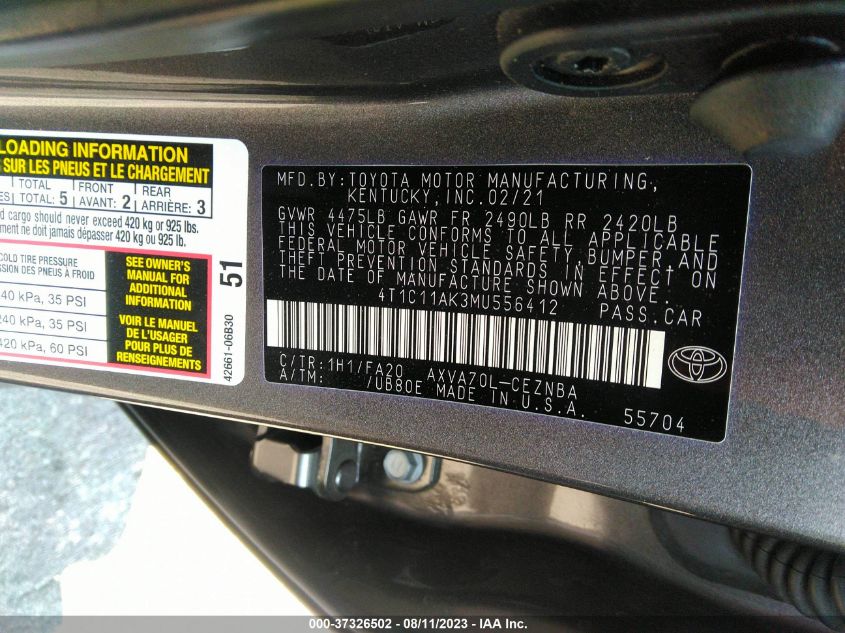 LOADING INFORMATION
SUR LES PNEUS ET LE CHARGEMENT
TOTAL FRONT REAR
TOTAL: 5 AVANT: 2 ARRIÈRE: 3
cargo should never exceed 420 kg or 925 lbs.
ne doit jamais dépasser 420 kg ou 925 lb.
COLD TIRE PRESSURE
DES PNEUS À FROID
240 kPa, 35 PSI
240 kPa, 35 PSI
420 kPa, 60 PSI
SEE OWNER'S
MANUAL FOR
ADDITIONAL
INFORMATION
VOIR LE MANUEL
DE L'USAGER
POUR PLUS DE
RENSEIGNEMENTS
51
42661-06B30
MFD.BY:TOYOTA MOTOR MANUFACTURING,
KENTUCKY, INC.02/21
GVWR 4475LB GAWR FR 2490LB RR 2420LB
THIS VEHICLE CONFORMS TO ALL APPLICABLE
FEDERAL MOTOR VEHICLE SAFETY, BUMPER, AND
THEFT PREVENTION STANDARDS IN EFFECT ON
THE DATE OF MANUFACTURE SHOWN ABOVE.
4T1C11AK3MU556412 PASS.CAR
C/TR:1H1/FA20 AXVA70L-CEZNBA
A/TM: /UB80E MADE IN U.S.A.
55704
000-37326502 - 08/11/2023 - IAA Inc.